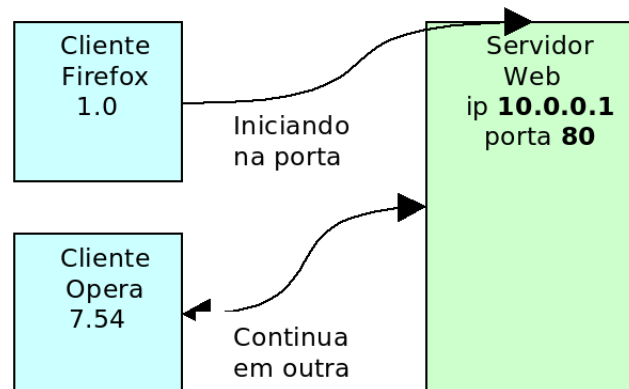 Cliente
Firefox
1.0
Iniciando
na porta
Servidor
Web
ip 10.0.0.1
porta 80
Cliente
Opera
7.54
Continua
em outra